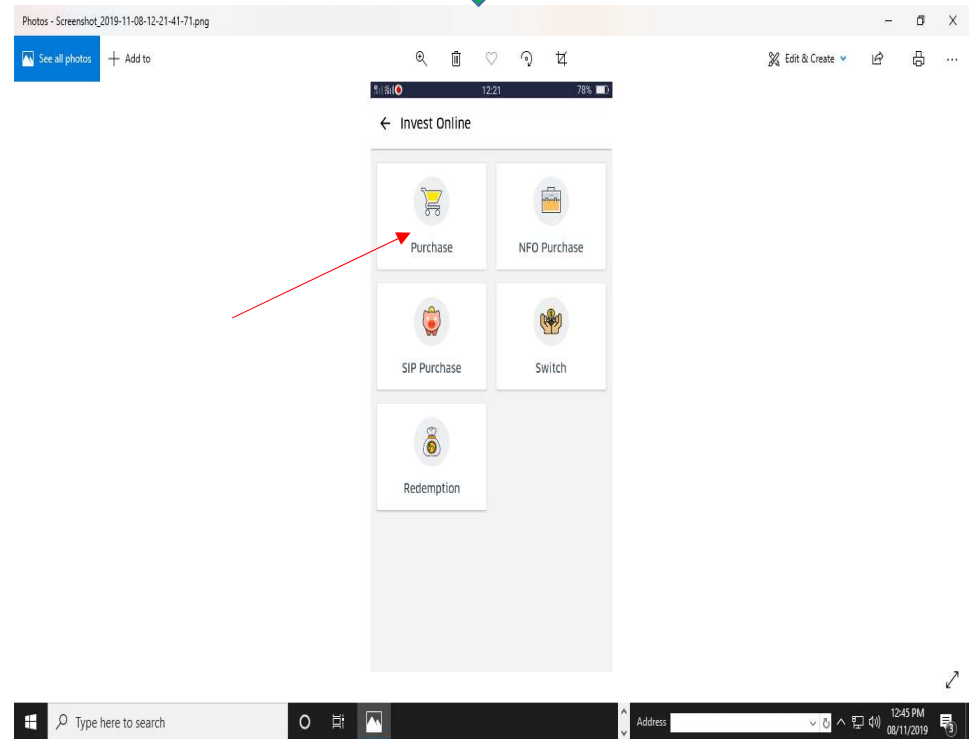 Photos - Screenshot_2019-11-08-12-21-41-71.png
See all photos
Add to
Edit & Create
12:21
78%
Invest Online
Purchase
NFO Purchase
SIP Purchase
Switch
Redemption
Type here to search
Address
12:45 PM
08/11/2019
3